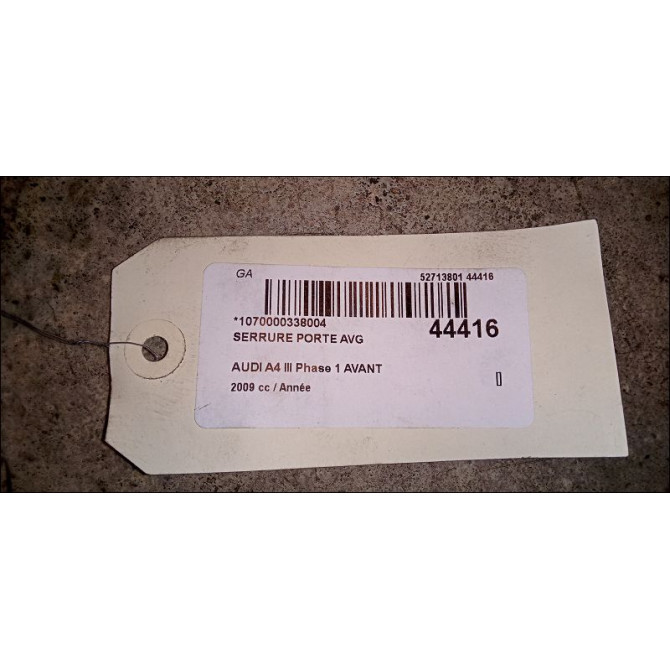 GA 52713801 44416
*1070000338004 44416
SERRURE PORTE AVG
AUDI A4 III Phase 1 AVANT
2009 cc / Année